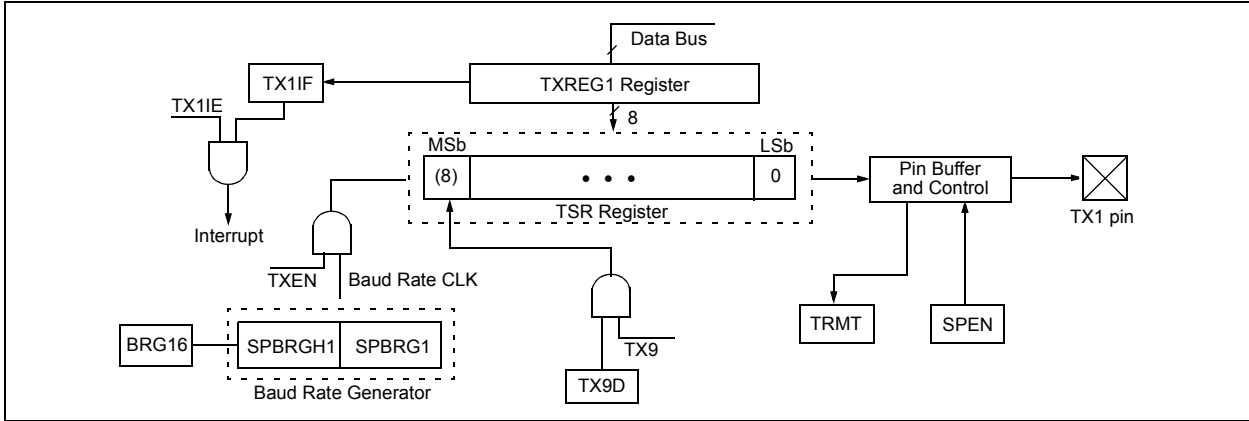 Data Bus
TXREG1 Register
TX1IF
TX1IE
8
MSb
LSb
(8)
• • •
0
TSR Register
Pin Buffer
and Control
TX1 pin
Interrupt
TXEN
Baud Rate CLK
TRMT
SPEN
BRG16
SPBRGH1
SPBRG1
TX9
TX9D
Baud Rate Generator